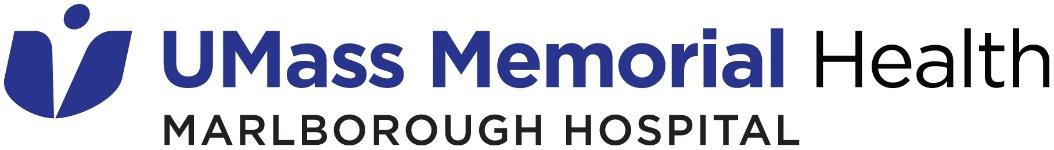 UMass Memorial Health
MARLBOROUGH HOSPITAL